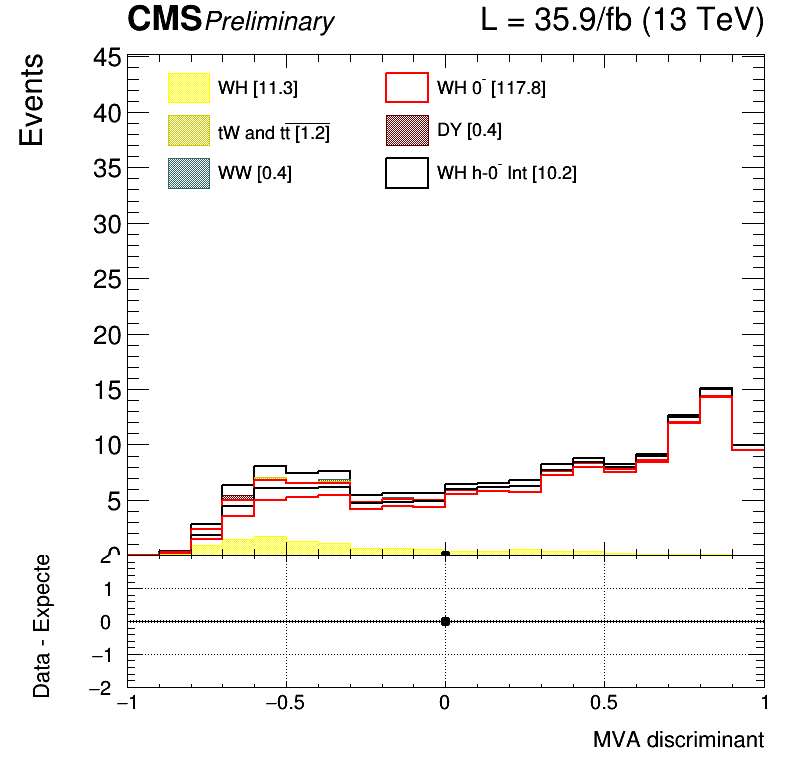 CMS Preliminary L = 35.9/fb (13 TeV)
Events
45
40
35
30
25
20
15
10
5
0
WH [11.3]
WH 0⁻ [117.8]
tW and tt [1.2]
DY [0.4]
WW [0.4]
WH h-0⁻ Int [10.2]
Data - Expecte
2
1
0
−1
−2
−1 −0.5 0 0.5 1
MVA discriminant